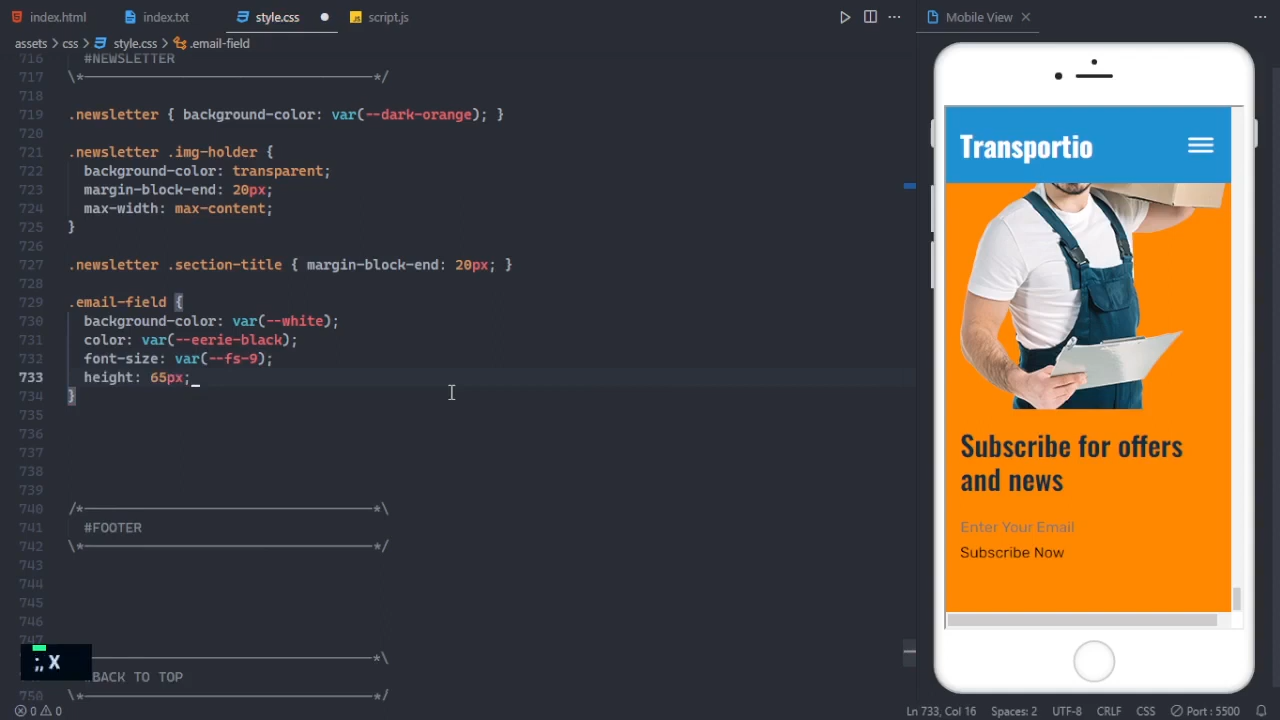 index.html
index.txt
style.css
script.js
Mobile View
assets > css > style.css > .email-field
716 #NEWSLETTER
717 \*-----------------------------------*/
718
719 .newsletter { background-color: var(--dark-orange); }
720
721 .newsletter .img-holder {
722 background-color: transparent;
723 margin-block-end: 20px;
724 max-width: max-content;
725 }
726
727 .newsletter .section-title { margin-block-end: 20px; }
728
729 .email-field {
730 background-color: var(--white);
731 color: var(--eerie-black);
732 font-size: var(--fs-9);
733 height: 65px;
734 }
735
736
737
738
739
740 /*-----------------------------------*\
741 #FOOTER
742 \*-----------------------------------*/
743
744
745
746
747
-----------------------------------*\
#BACK TO TOP
750 \*-----------------------------------*/
;, X
Transportio
Subscribe for offers
and news
Enter Your Email
Subscribe Now
0 0
Ln 733, Col 16 Spaces: 2 UTF-8 CRLF CSS Port : 5500